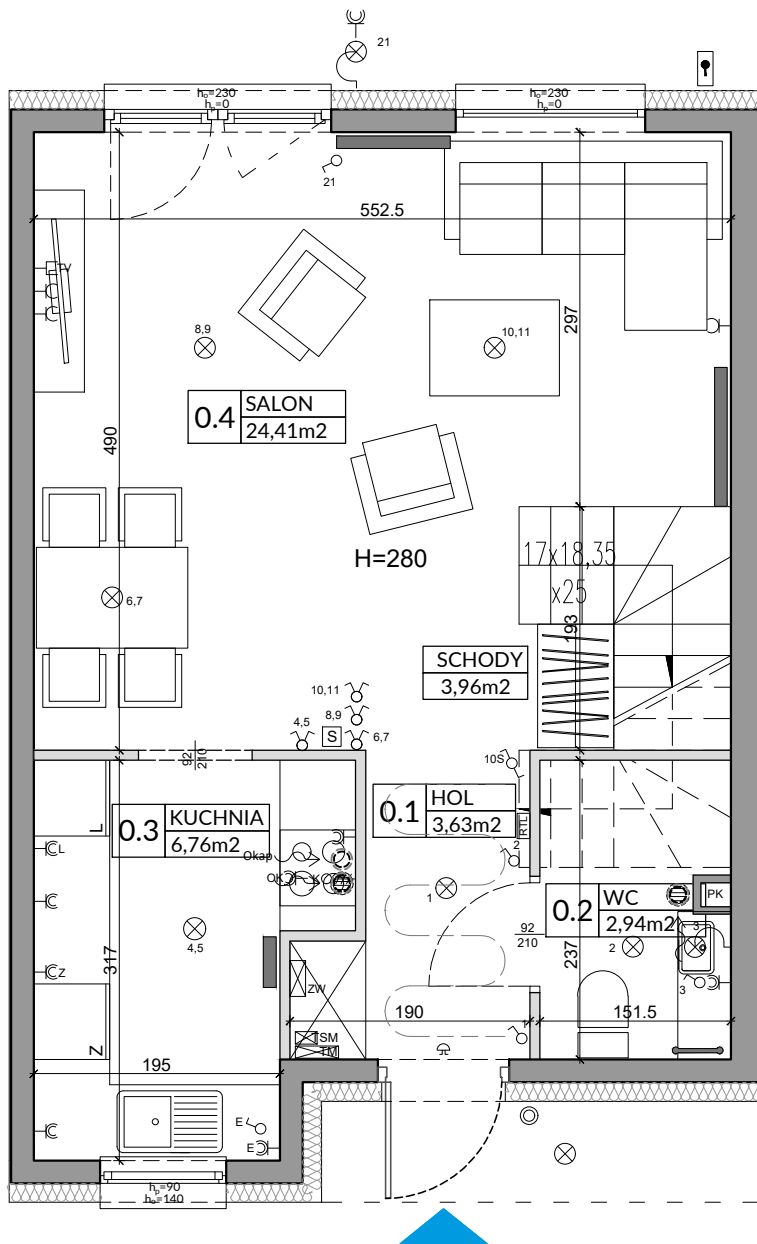 21
hₒ=230
hₚ=0
hₒ=230
hₚ=0
21
552.5
TV
297
8,9
10,11
0.4 SALON
24,41m2
490
H=280
17x18,35
x25
6,7
193
SCHODY
3,96m2
10,11
8,9
4,5
S
6,7
92
210
10S
L
0.3 KUCHNIA
6,76m2
0.1 HOL
3,63m2
RTL
2
L
Okap
1
0.2 WC
2,94m2
PK
4,5
92
210
2
3
317
237
Z
ZW
3
190
151.5
TSM
TM
1
Z
195
E
E
hₚ=90
hₒ=140